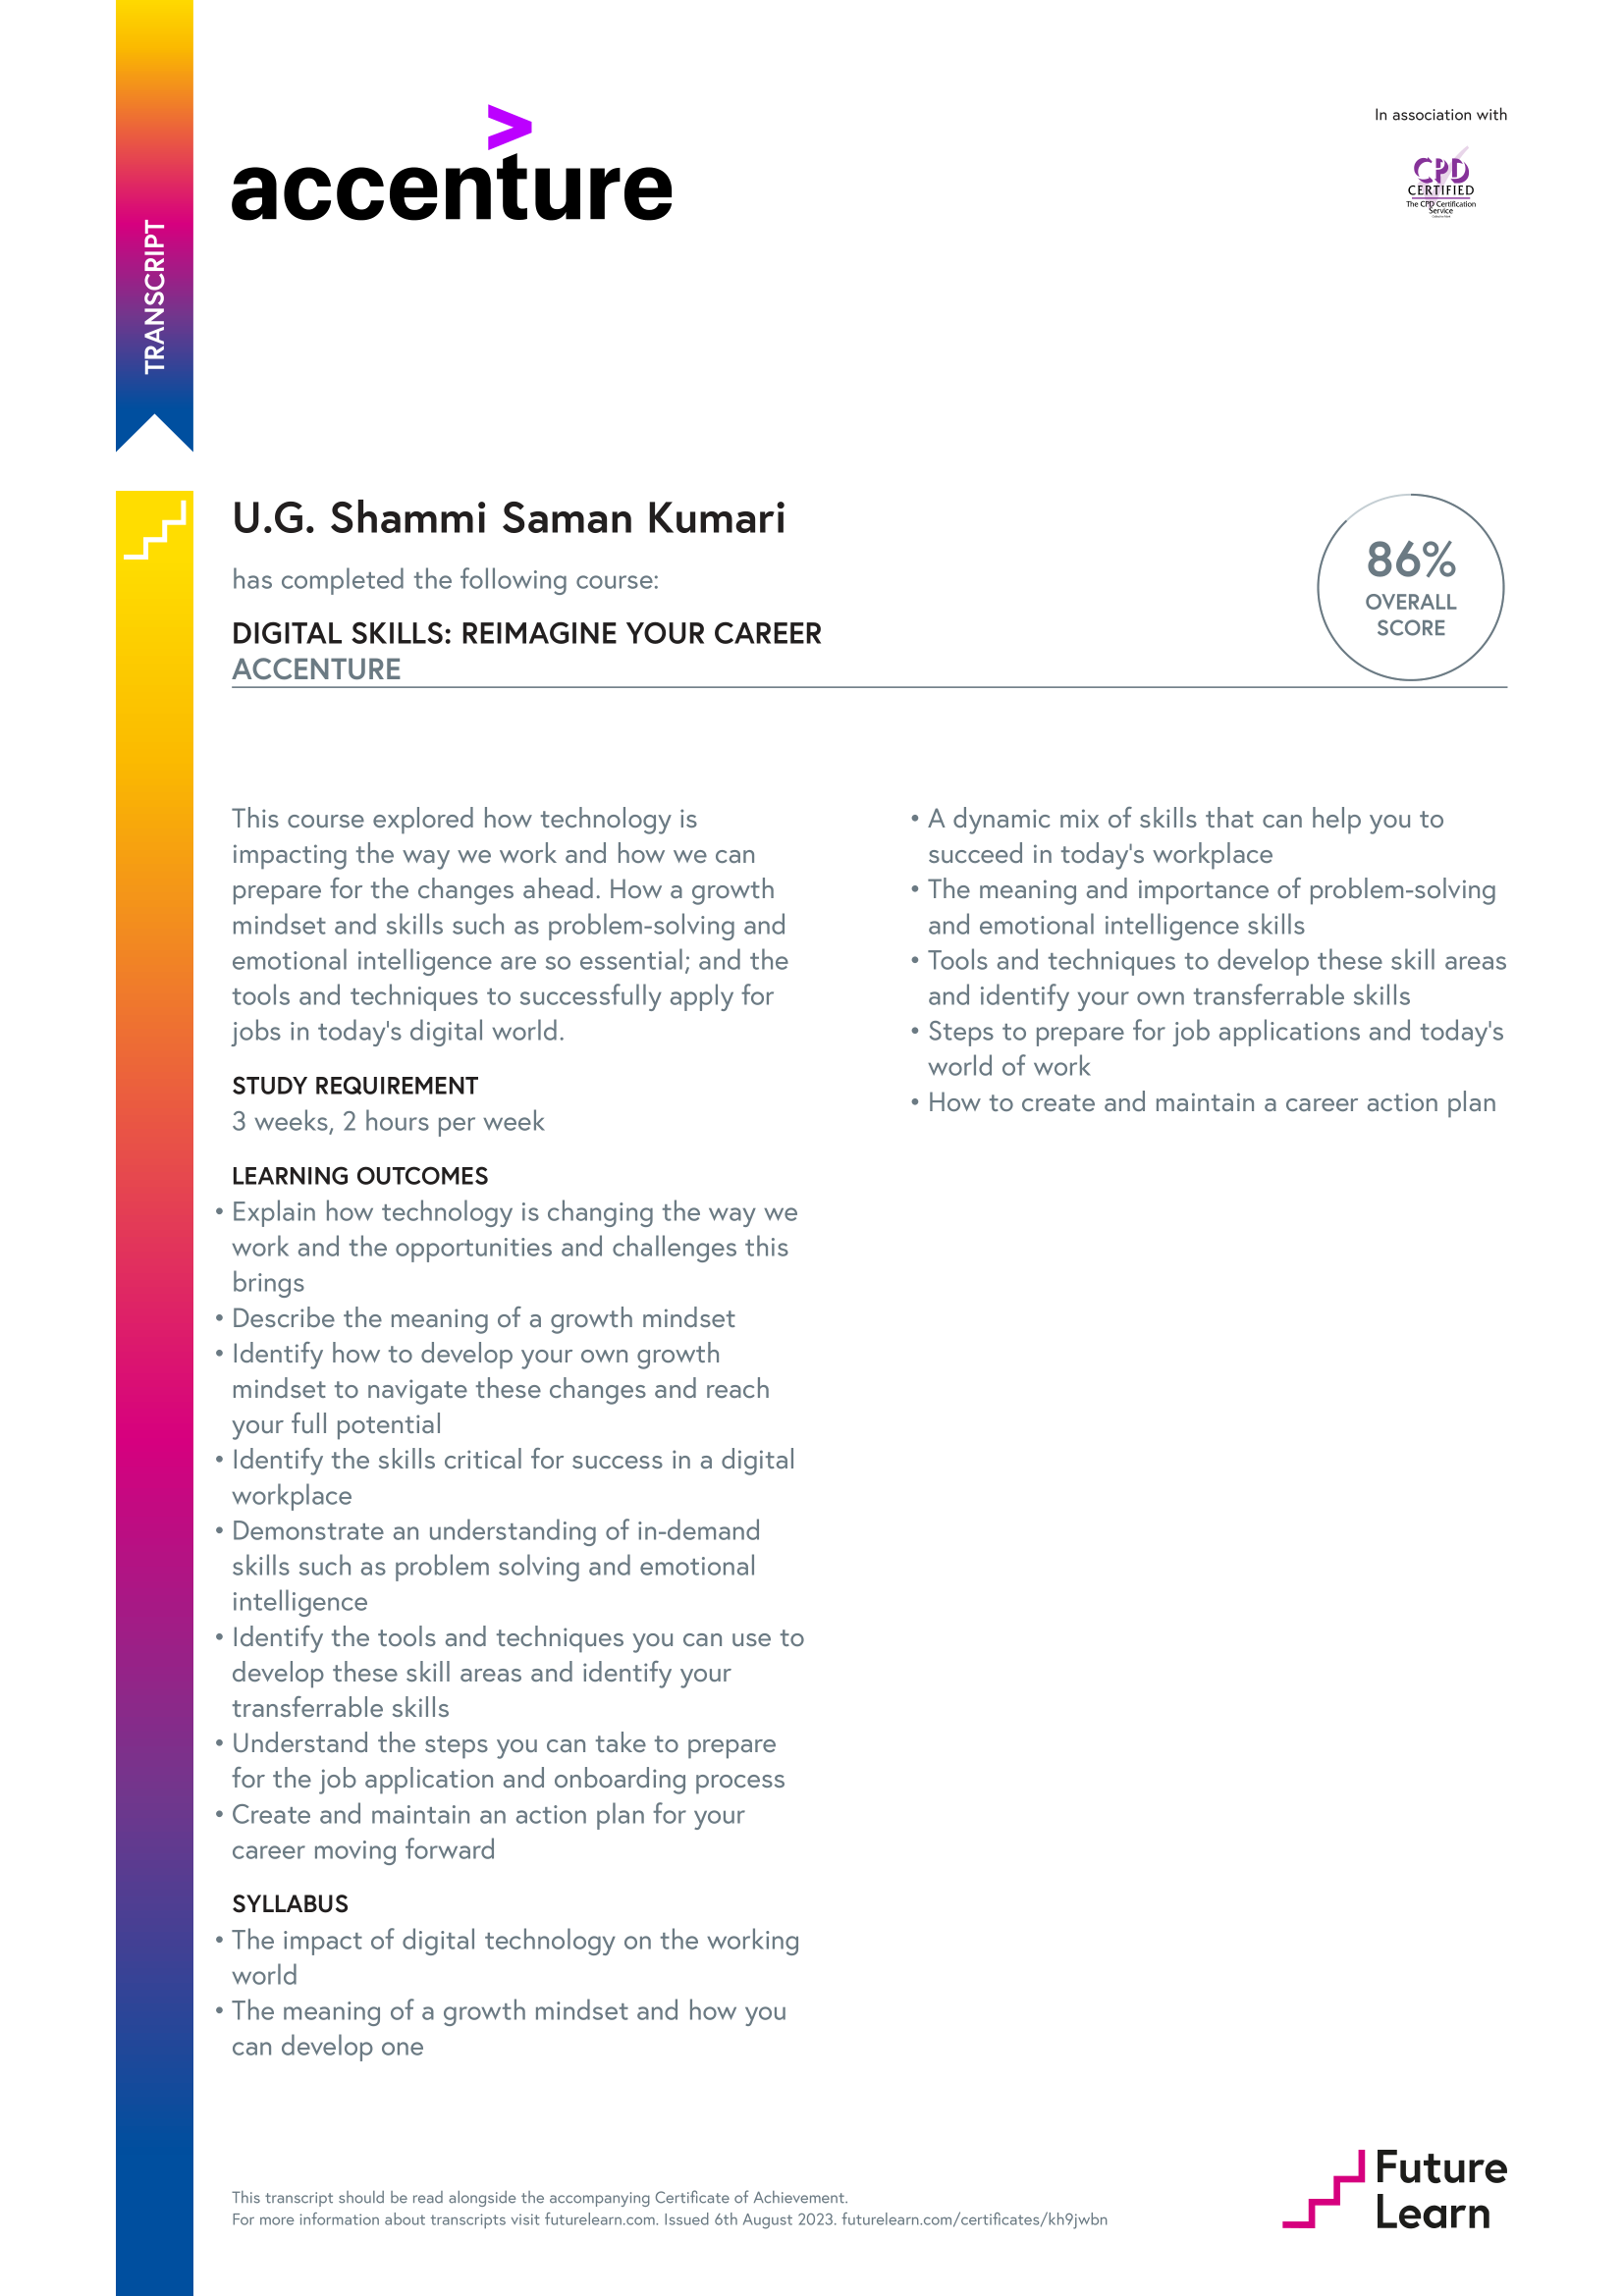 TRANSCRIPT
accenture
In association with
CPD
CERTIFIED
The CPD Certification
Service
U.G. Shammi Saman Kumari
has completed the following course:
DIGITAL SKILLS: REIMAGINE YOUR CAREER
ACCENTURE
86%
OVERALL
SCORE
This course explored how technology is
impacting the way we work and how we can
prepare for the changes ahead. How a growth
mindset and skills such as problem-solving and
emotional intelligence are so essential; and the
tools and techniques to successfully apply for
jobs in today's digital world.
STUDY REQUIREMENT
3 weeks, 2 hours per week
LEARNING OUTCOMES
• Explain how technology is changing the way we
work and the opportunities and challenges this
brings
• Describe the meaning of a growth mindset
• Identify how to develop your own growth
mindset to navigate these changes and reach
your full potential
• Identify the skills critical for success in a digital
workplace
• Demonstrate an understanding of in-demand
skills such as problem solving and emotional
intelligence
• Identify the tools and techniques you can use to
develop these skill areas and identify your
transferrable skills
• Understand the steps you can take to prepare
for the job application and onboarding process
• Create and maintain an action plan for your
career moving forward
SYLLABUS
• The impact of digital technology on the working
world
• The meaning of a growth mindset and how you
can develop one
• A dynamic mix of skills that can help you to
succeed in today's workplace
• The meaning and importance of problem-solving
and emotional intelligence skills
• Tools and techniques to develop these skill areas
and identify your own transferrable skills
• Steps to prepare for job applications and today's
world of work
• How to create and maintain a career action plan
This transcript should be read alongside the accompanying Certificate of Achievement.
For more information about transcripts visit futurelearn.com. Issued 6th August 2023. futurelearn.com/certificates/kh9jwbn
Future
Learn